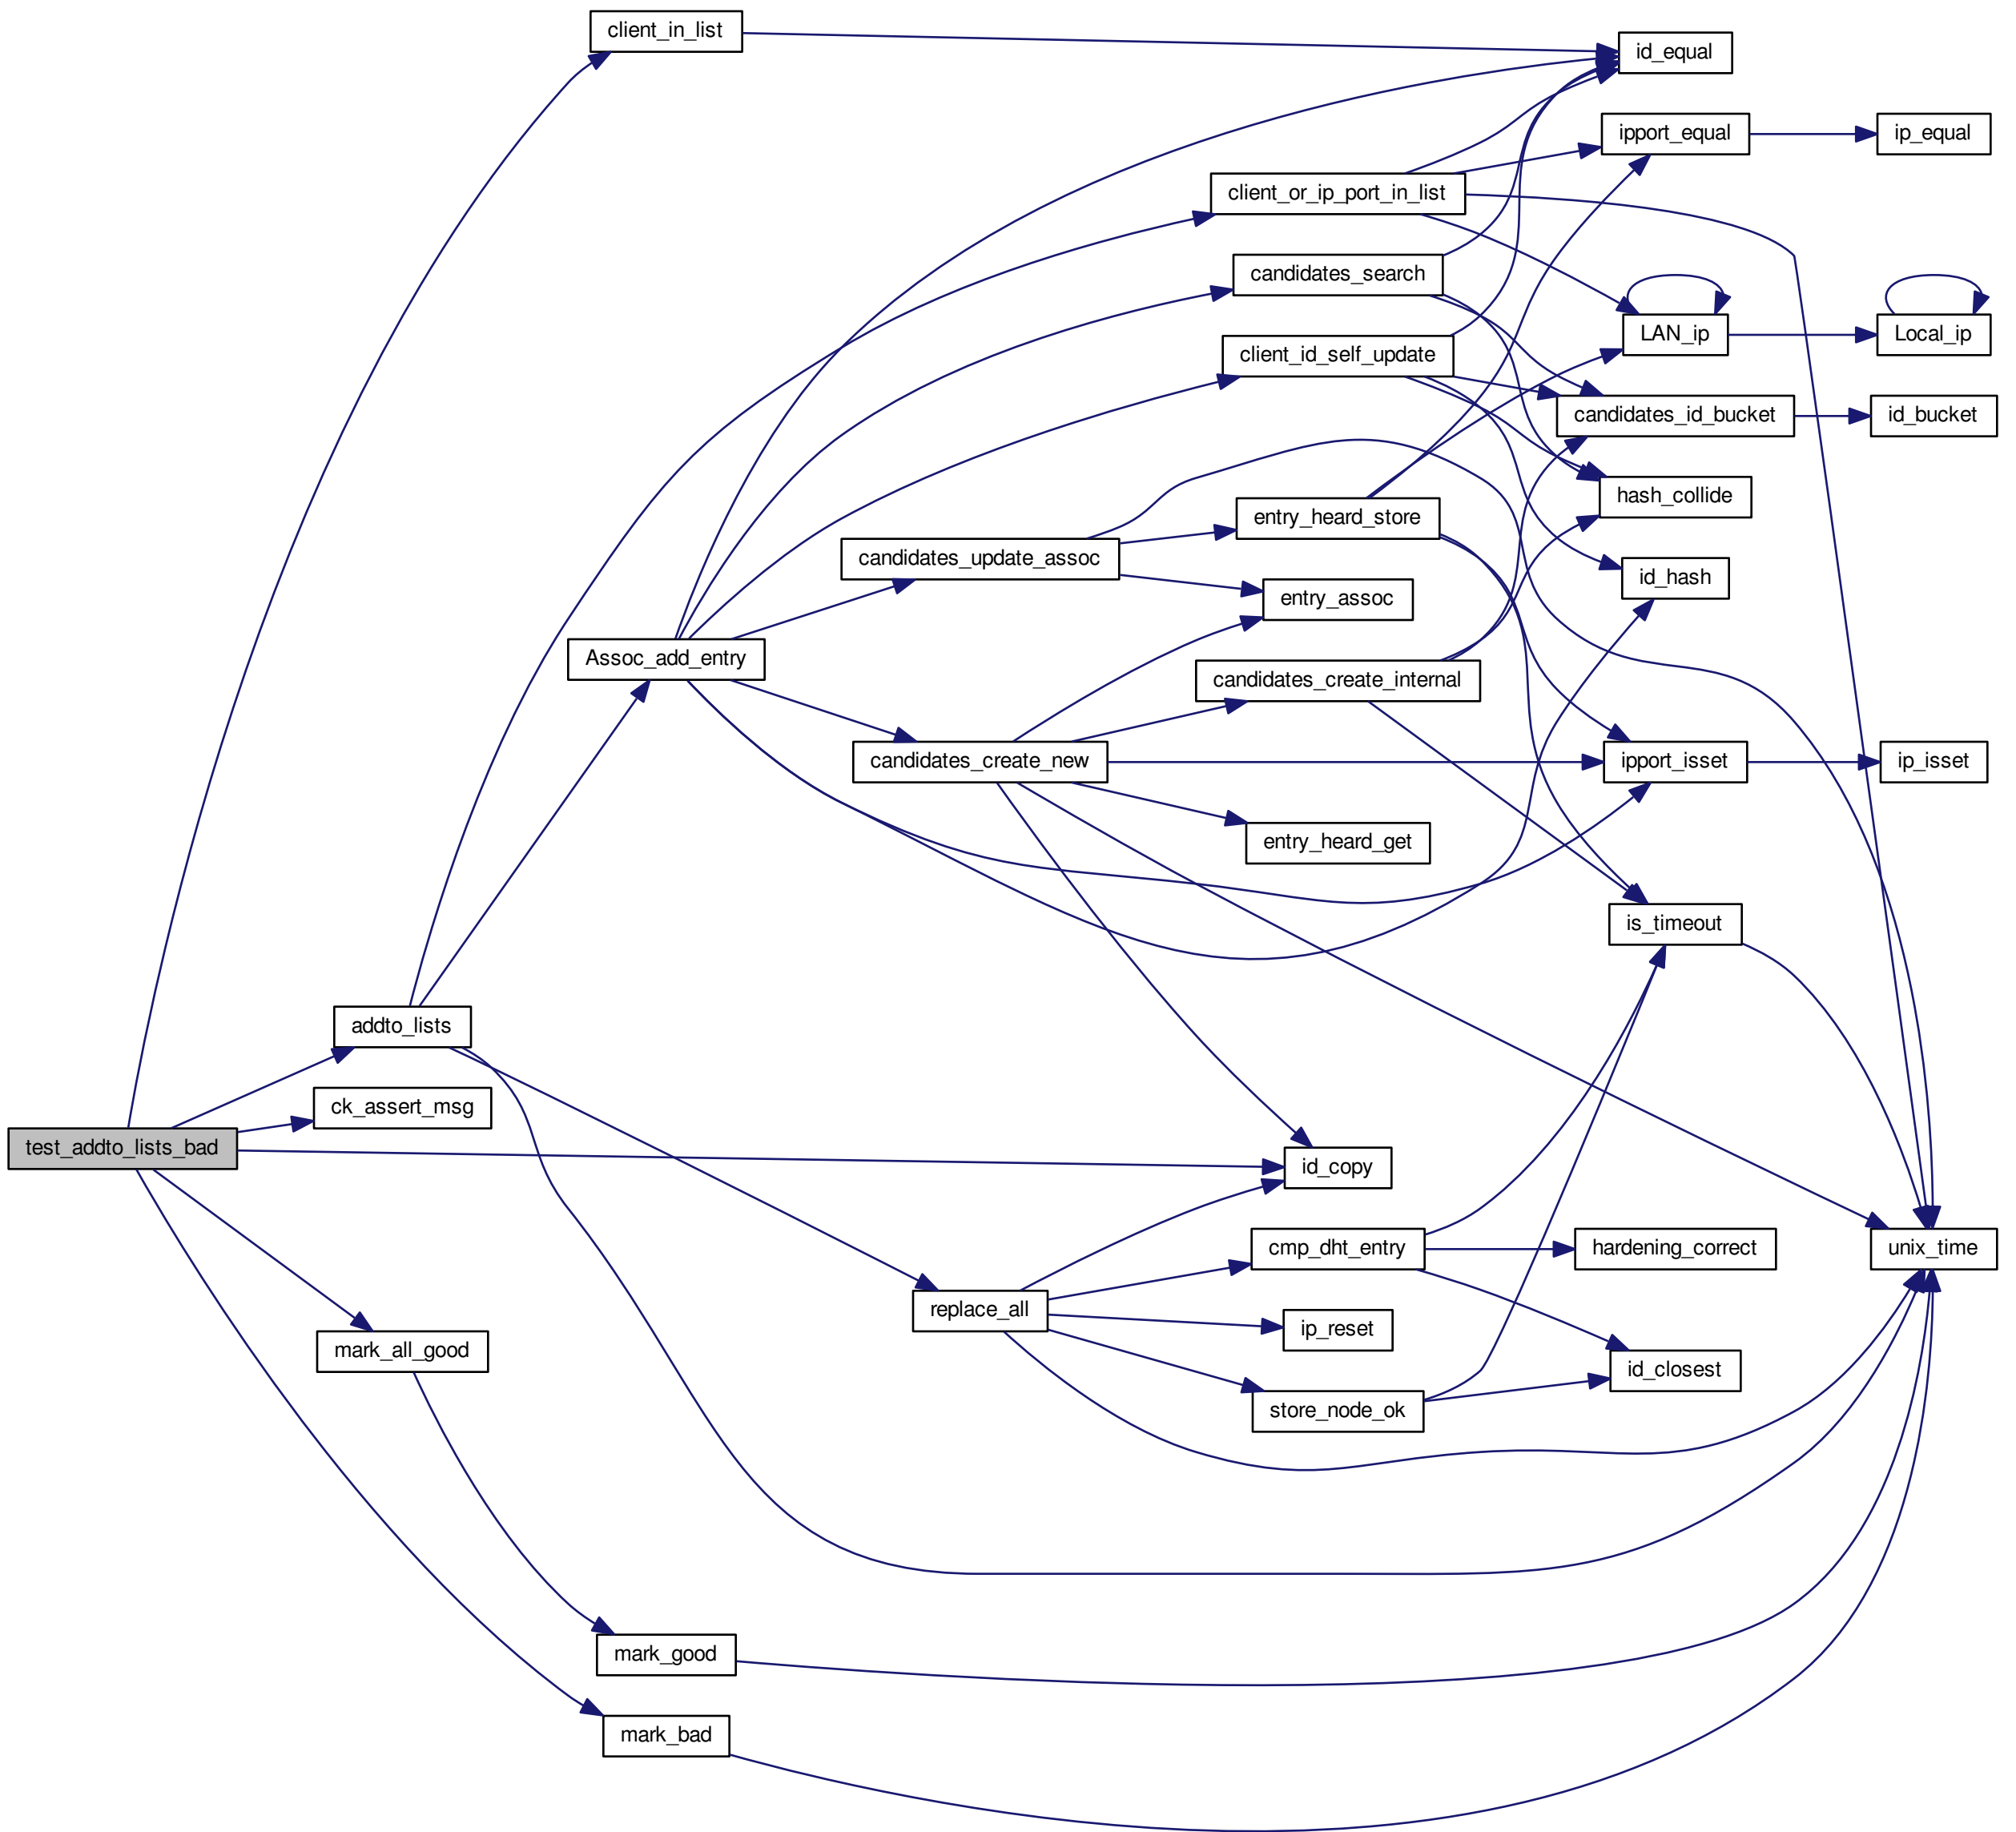 client_in_list
id_equal
ipport_equal
ip_equal
client_or_ip_port_in_list
candidates_search
LAN_ip
Local_ip
client_id_self_update
candidates_id_bucket
id_bucket
hash_collide
entry_heard_store
candidates_update_assoc
id_hash
entry_assoc
Assoc_add_entry
candidates_create_internal
candidates_create_new
ipport_isset
ip_isset
entry_heard_get
is_timeout
addto_lists
ck_assert_msg
test_addto_lists_bad
id_copy
cmp_dht_entry
hardening_correct
unix_time
replace_all
ip_reset
mark_all_good
id_closest
store_node_ok
mark_good
mark_bad